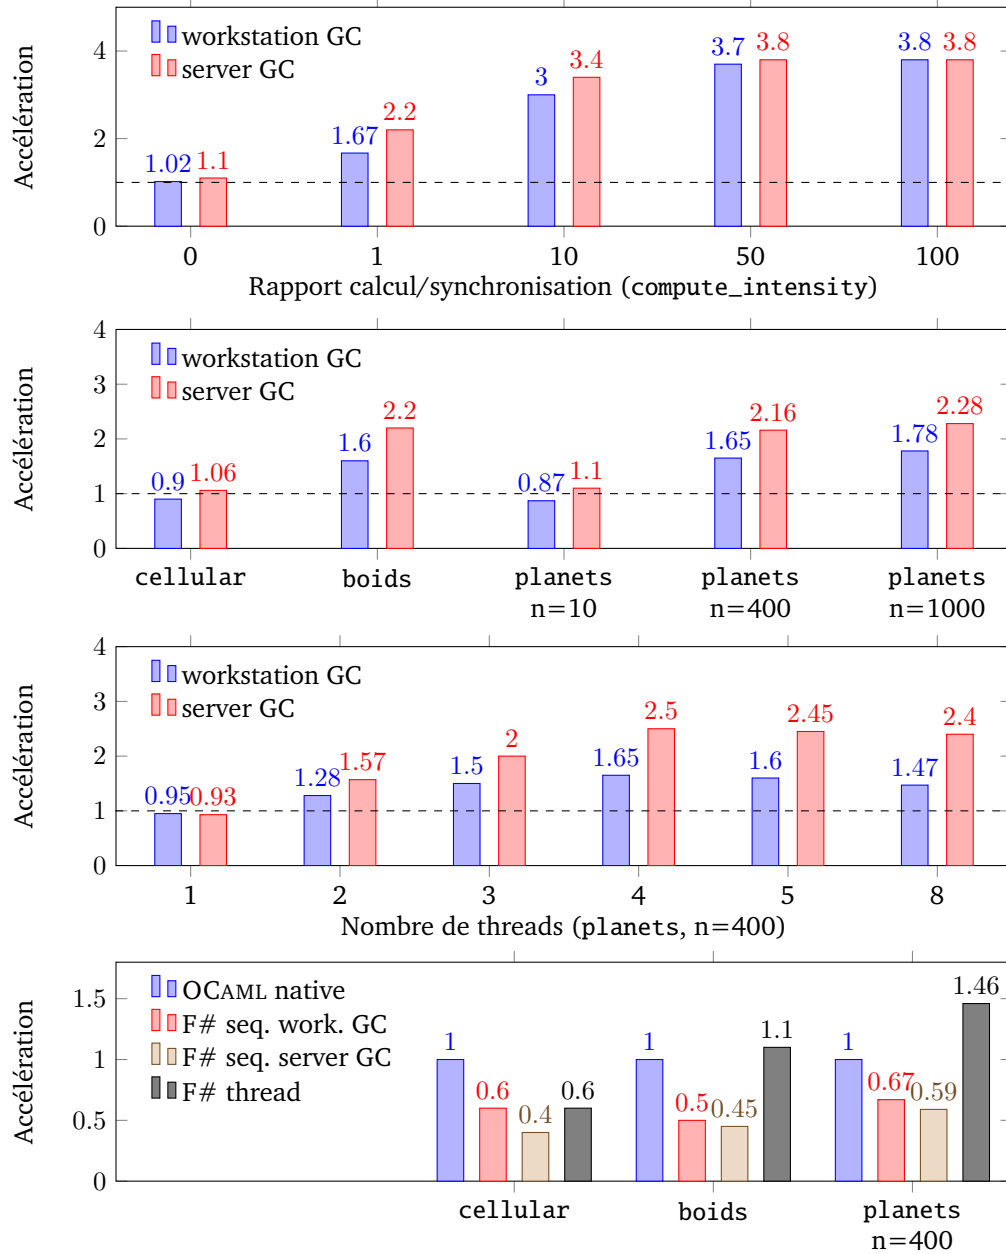 Accélération
4
2
0
workstation GC
server GC
1.02 1.1 1.67 2.2 3 3.4 3.7 3.8 3.8 3.8
0 1 10 50 100
Rapport calcul/synchronisation (compute_intensity)
Accélération
4
3
2
1
0
workstation GC
server GC
0.9 1.06 1.6 2.2 0.87 1.1 1.65 2.16 1.78 2.28
cellular boids planets planets planets
n=10 n=400 n=1000
Accélération
4
3
2
1
0
workstation GC
server GC
0.95 0.93 1.28 1.57 1.5 2 1.65 2.5 1.6 2.45 1.47 2.4
1 2 3 4 5 8
Nombre de threads (planets, n=400)
Accélération
1.5
1
0.5
0
OCAML native
F# seq. work. GC
F# seq. server GC
F# thread
1 0.6 0.4 0.6 1 0.5 0.45 1.1 1 0.67 0.59 1.46
cellular boids planets
n=400